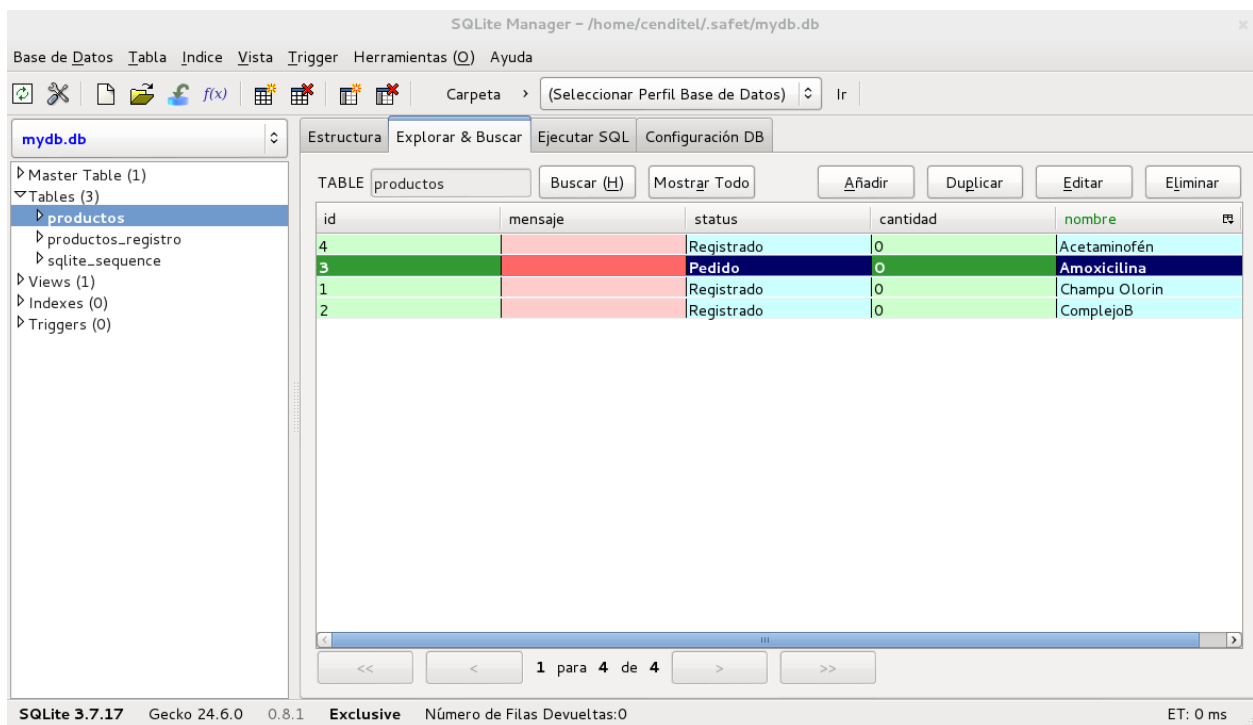 SQLite Manager - /home/cenditel/.safet/mydb.db
Base de Datos Tabla Indice Vista Trigger Herramientas (O) Ayuda
f(x) Carpeta > (Seleccionar Perfil Base de Datos) Ir
mydb.db
Master Table (1)
Tables (3)
productos
productos_registro
sqlite_sequence
Views (1)
Indexes (0)
Triggers (0)
Estructura Explorar & Buscar Ejecutar SQL Configuración DB
TABLE productos Buscar (H) Mostrar Todo Añadir Duplicar Editar Eliminar
id mensaje status cantidad nombre
4 Registrado 0 Acetaminofén
3 Pedido 0 Amoxicilina
1 Registrado 0 Champu Olorin
2 Registrado 0 ComplejoB
<< < 1 para 4 de 4 > >>
SQLite 3.7.17 Gecko 24.6.0 0.8.1 Exclusive Número de Filas Devueltas:0 ET: 0 ms